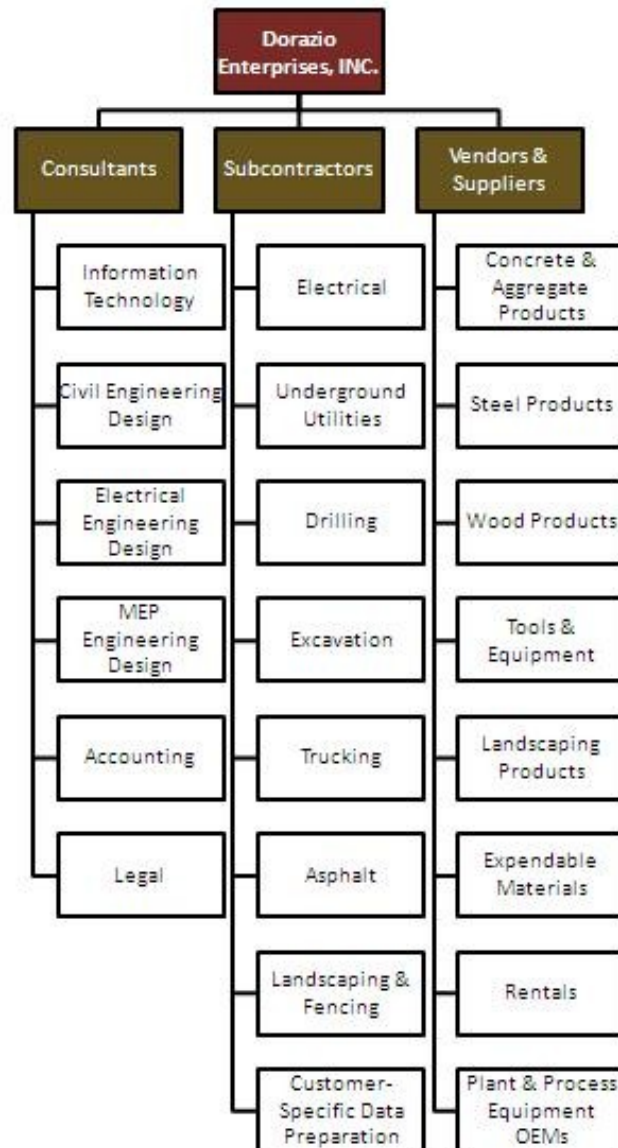 Dorazio
Enterprises, INC.
Consultants
Subcontractors
Vendors &
Suppliers
Information
Technology
Civil Engineering
Design
Electrical
Engineering
Design
MEP
Engineering
Design
Accounting
Legal
Electrical
Underground
Utilities
Drilling
Excavation
Trucking
Asphalt
Landscaping &
Fencing
Customer-
Specific Data
Preparation
Concrete &
Aggregate
Products
Steel Products
Wood Products
Tools &
Equipment
Landscaping
Products
Expendable
Materials
Rentals
Plant & Process
Equipment
OEMs